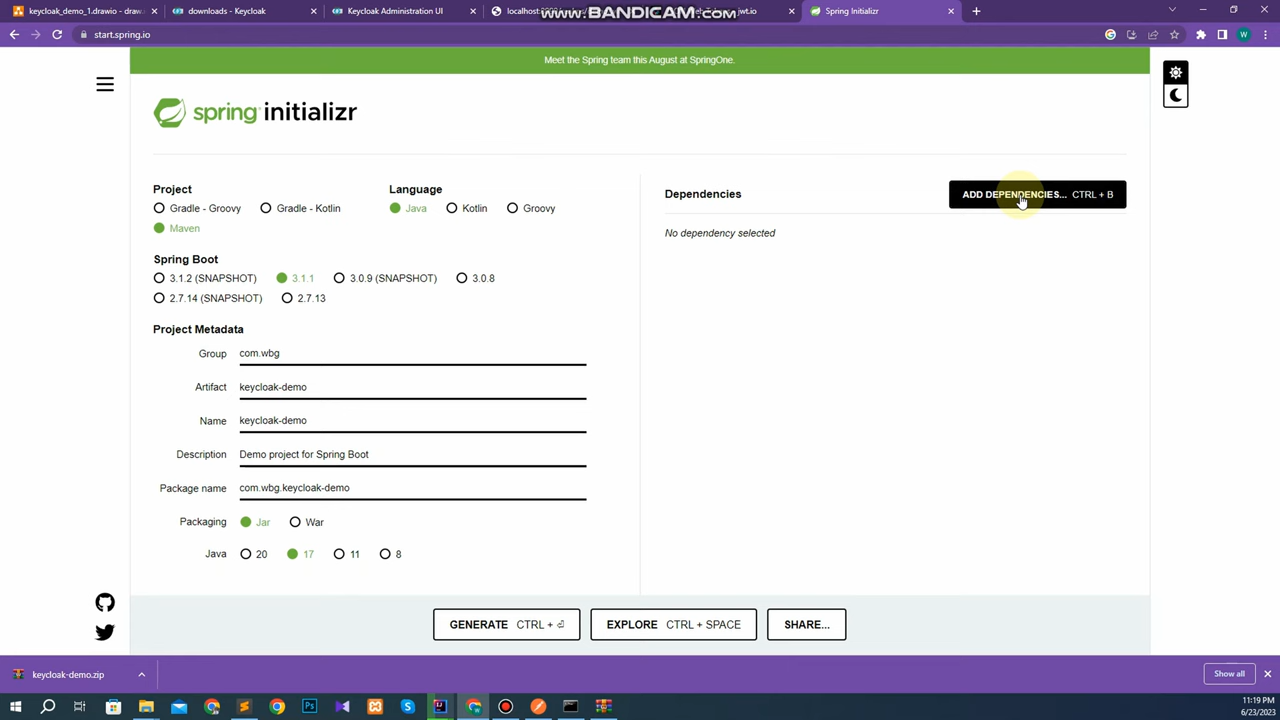 keycloak_demo_1.drawio - draw
downloads - Keycloak
Keycloak Administration UI
www.BANDICAM.com
jwt.io
Spring Initializr
start.spring.io
W
Meet the Spring team this August at SpringOne.
spring initializr
Project
Language
Gradle - Groovy
Gradle - Kotlin
Java
Kotlin
Groovy
Maven
Spring Boot
3.1.2 (SNAPSHOT)
3.1.1
3.0.9 (SNAPSHOT)
3.0.8
2.7.14 (SNAPSHOT)
2.7.13
Project Metadata
Group com.wbg
Artifact keycloak-demo
Name keycloak-demo
Description Demo project for Spring Boot
Package name com.wbg.keycloak-demo
Packaging Jar War
Java 20 17 11 8
Dependencies
ADD DEPENDENCIES... CTRL + B
No dependency selected
GENERATE CTRL + ⏎
EXPLORE CTRL + SPACE
SHARE...
keycloak-demo.zip
Show all
11:19 PM
6/23/2023